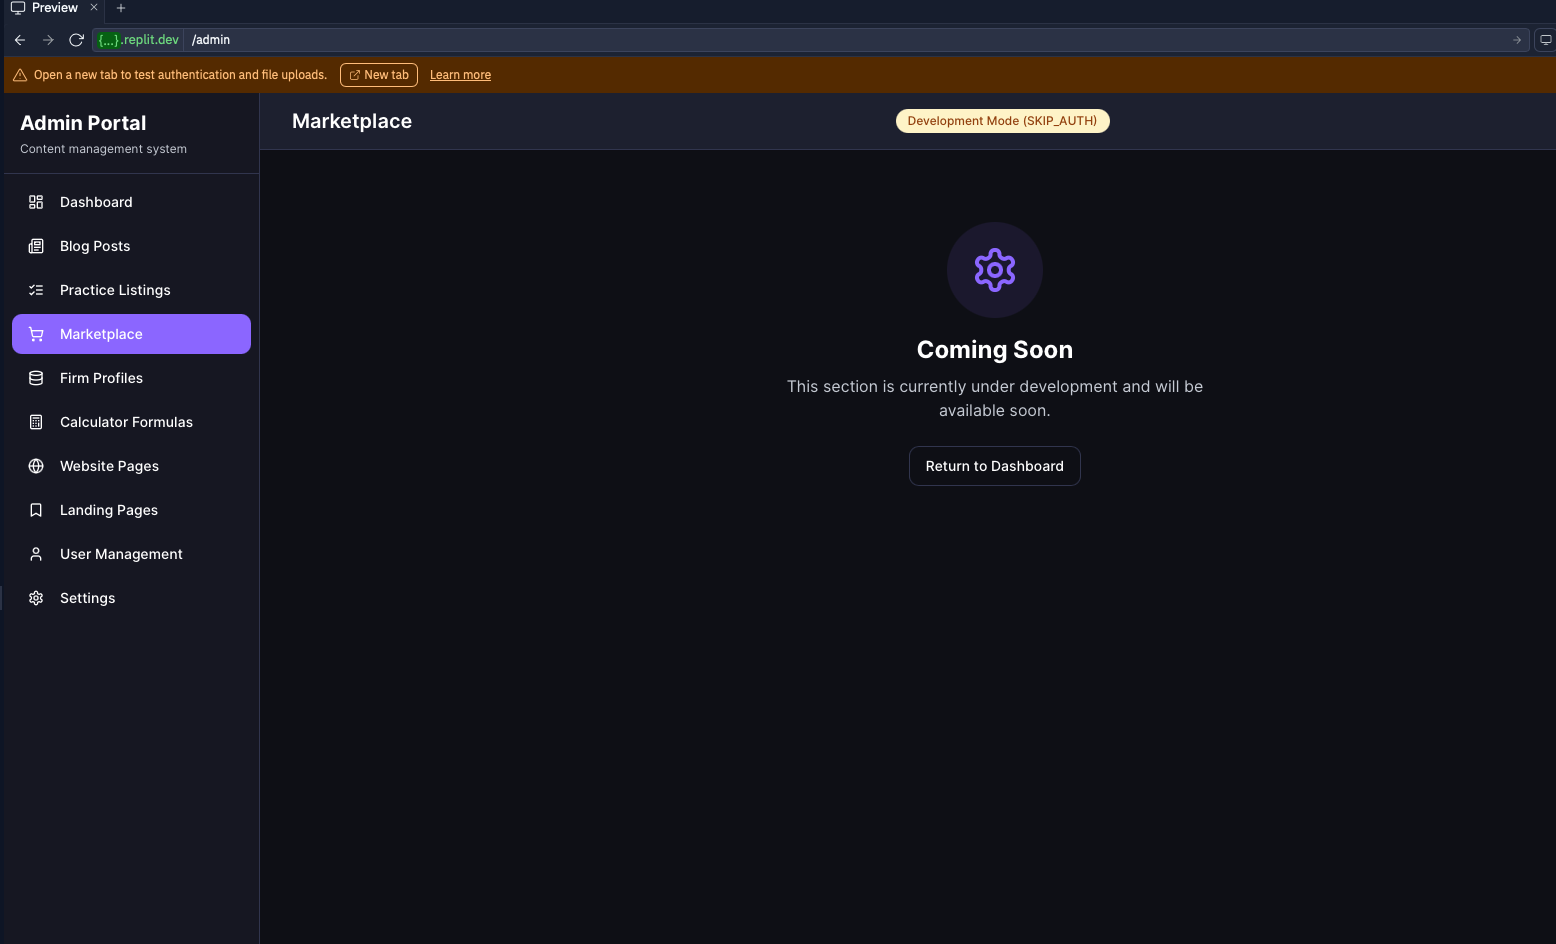 Preview
{...}.replit.dev /admin
Open a new tab to test authentication and file uploads. New tab Learn more
Admin Portal
Content management system
Dashboard
Blog Posts
Practice Listings
Marketplace
Firm Profiles
Calculator Formulas
Website Pages
Landing Pages
User Management
Settings
Marketplace
Development Mode (SKIP_AUTH)
Coming Soon
This section is currently under development and will be
available soon.
Return to Dashboard